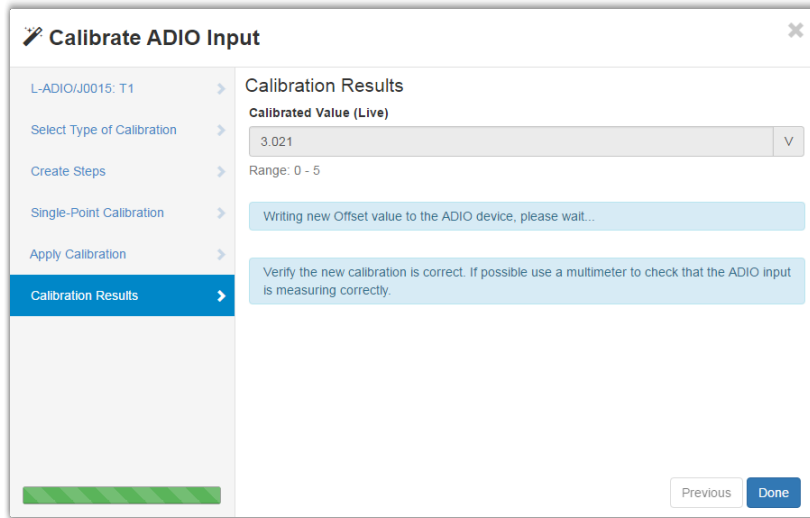 Calibrate ADIO Input
L-ADIO/J0015: T1
Select Type of Calibration
Create Steps
Single-Point Calibration
Apply Calibration
Calibration Results
Calibration Results
Calibrated Value (Live)
3.021 V
Range: 0 - 5
Writing new Offset value to the ADIO device, please wait...
Verify the new calibration is correct. If possible use a multimeter to check that the ADIO input
is measuring correctly.
Previous Done